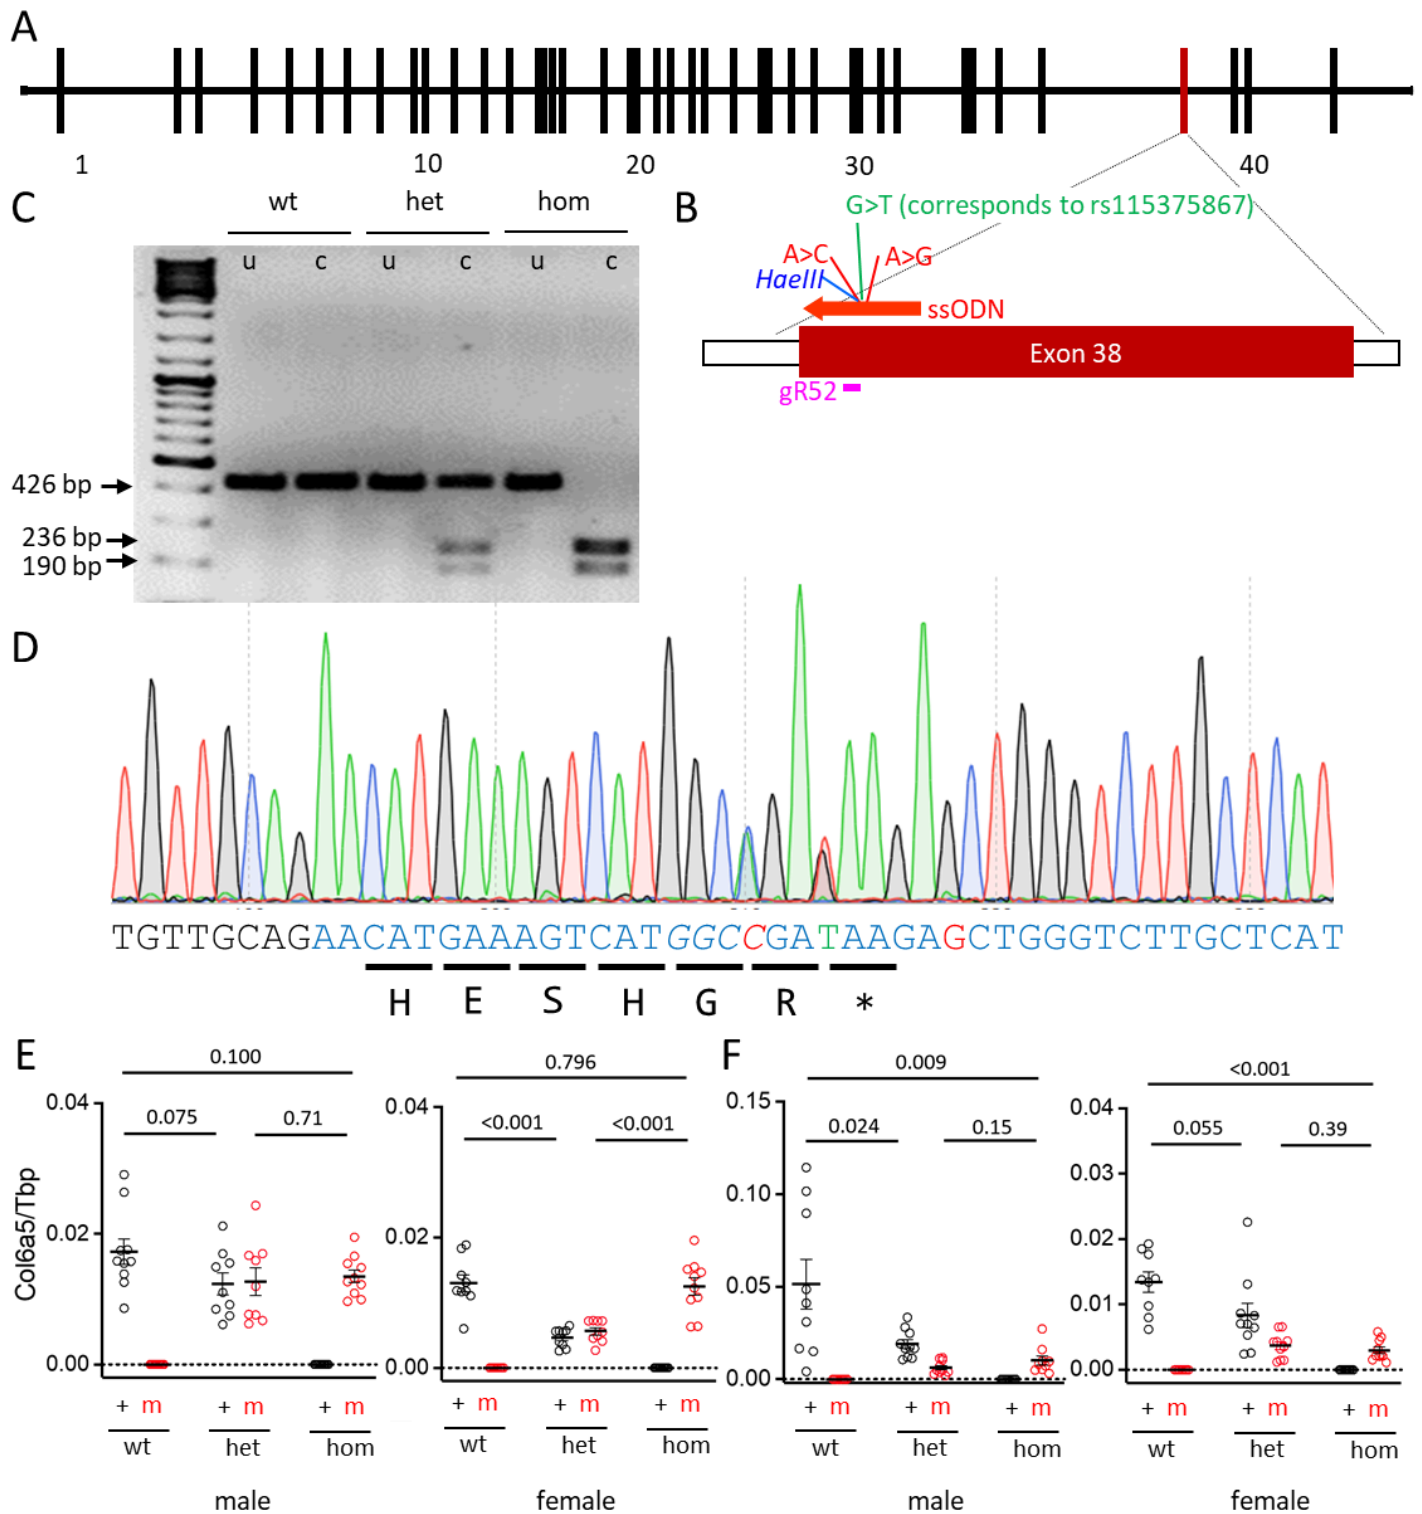 A
1 10 20 30 40
C
wt het hom
u c u c u c
426 bp
236 bp
190 bp
B
G>T (corresponds to rs115375867)
A>C A>G
HaeIII
ssODN
Exon 38
gR52
D
TGTTGCAGAACATGAAAGTCATGGCCGATAAGAGCTGGGTCTTGCTCAT
H E S H G R *
E
Col6a5/Tbp
0.100
0.075 0.71
0.04
0.02
0.00
+ m + m + m
wt het hom
male
0.796
<0.001 <0.001
0.04
0.02
0.00
+ m + m + m
wt het hom
female
F
0.009
0.024 0.15
0.15
0.10
0.05
0.00
+ m + m + m
wt het hom
male
<0.001
0.055 0.39
0.04
0.03
0.02
0.01
0.00
+ m + m + m
wt het hom
female